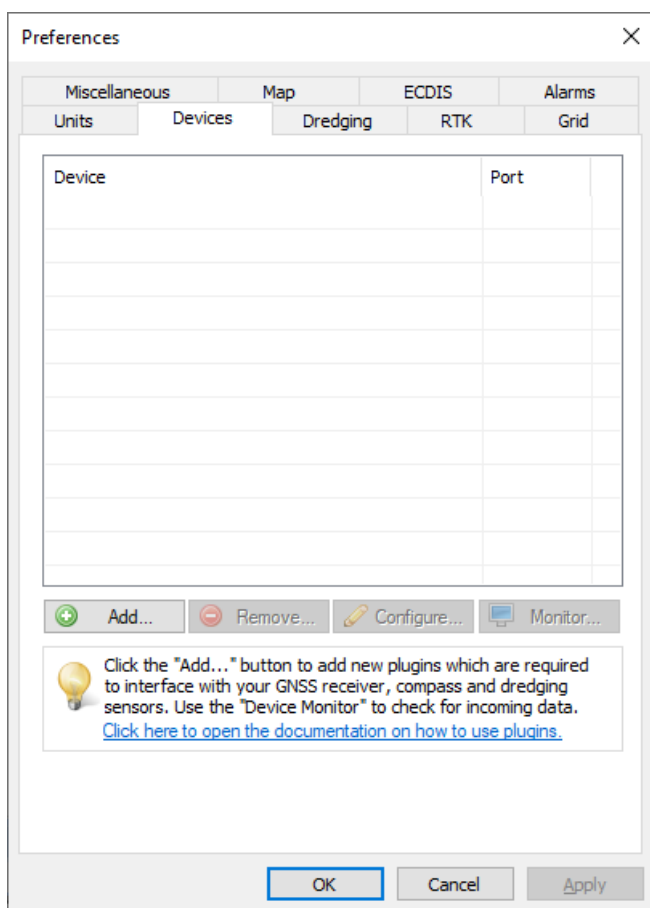 Preferences
Miscellaneous Map ECDIS Alarms
Units Devices Dredging RTK Grid
Device Port
Add... Remove... Configure... Monitor...
Click the "Add..." button to add new plugins which are required
to interface with your GNSS receiver, compass and dredging
sensors. Use the "Device Monitor" to check for incoming data.
Click here to open the documentation on how to use plugins.
OK Cancel Apply